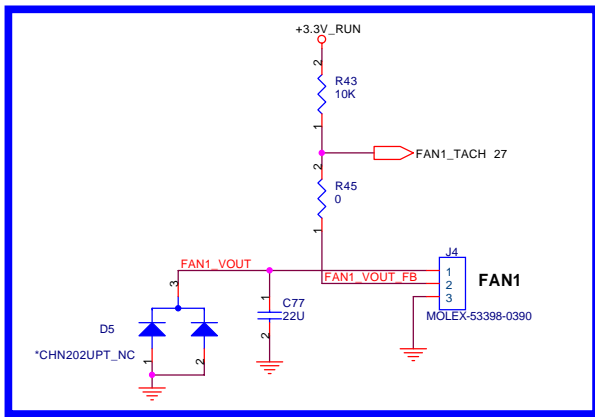 +3.3V_RUN
2
R43
10K
1
FAN1_TACH 27
2
R45
0
1
J4
FAN1_VOUT
1
FAN1_VOUT_FB
2
FAN1
3
3
1
C77
22U
2
MOLEX-53398-0390
D5
*CHN202UPT_NC
1
2